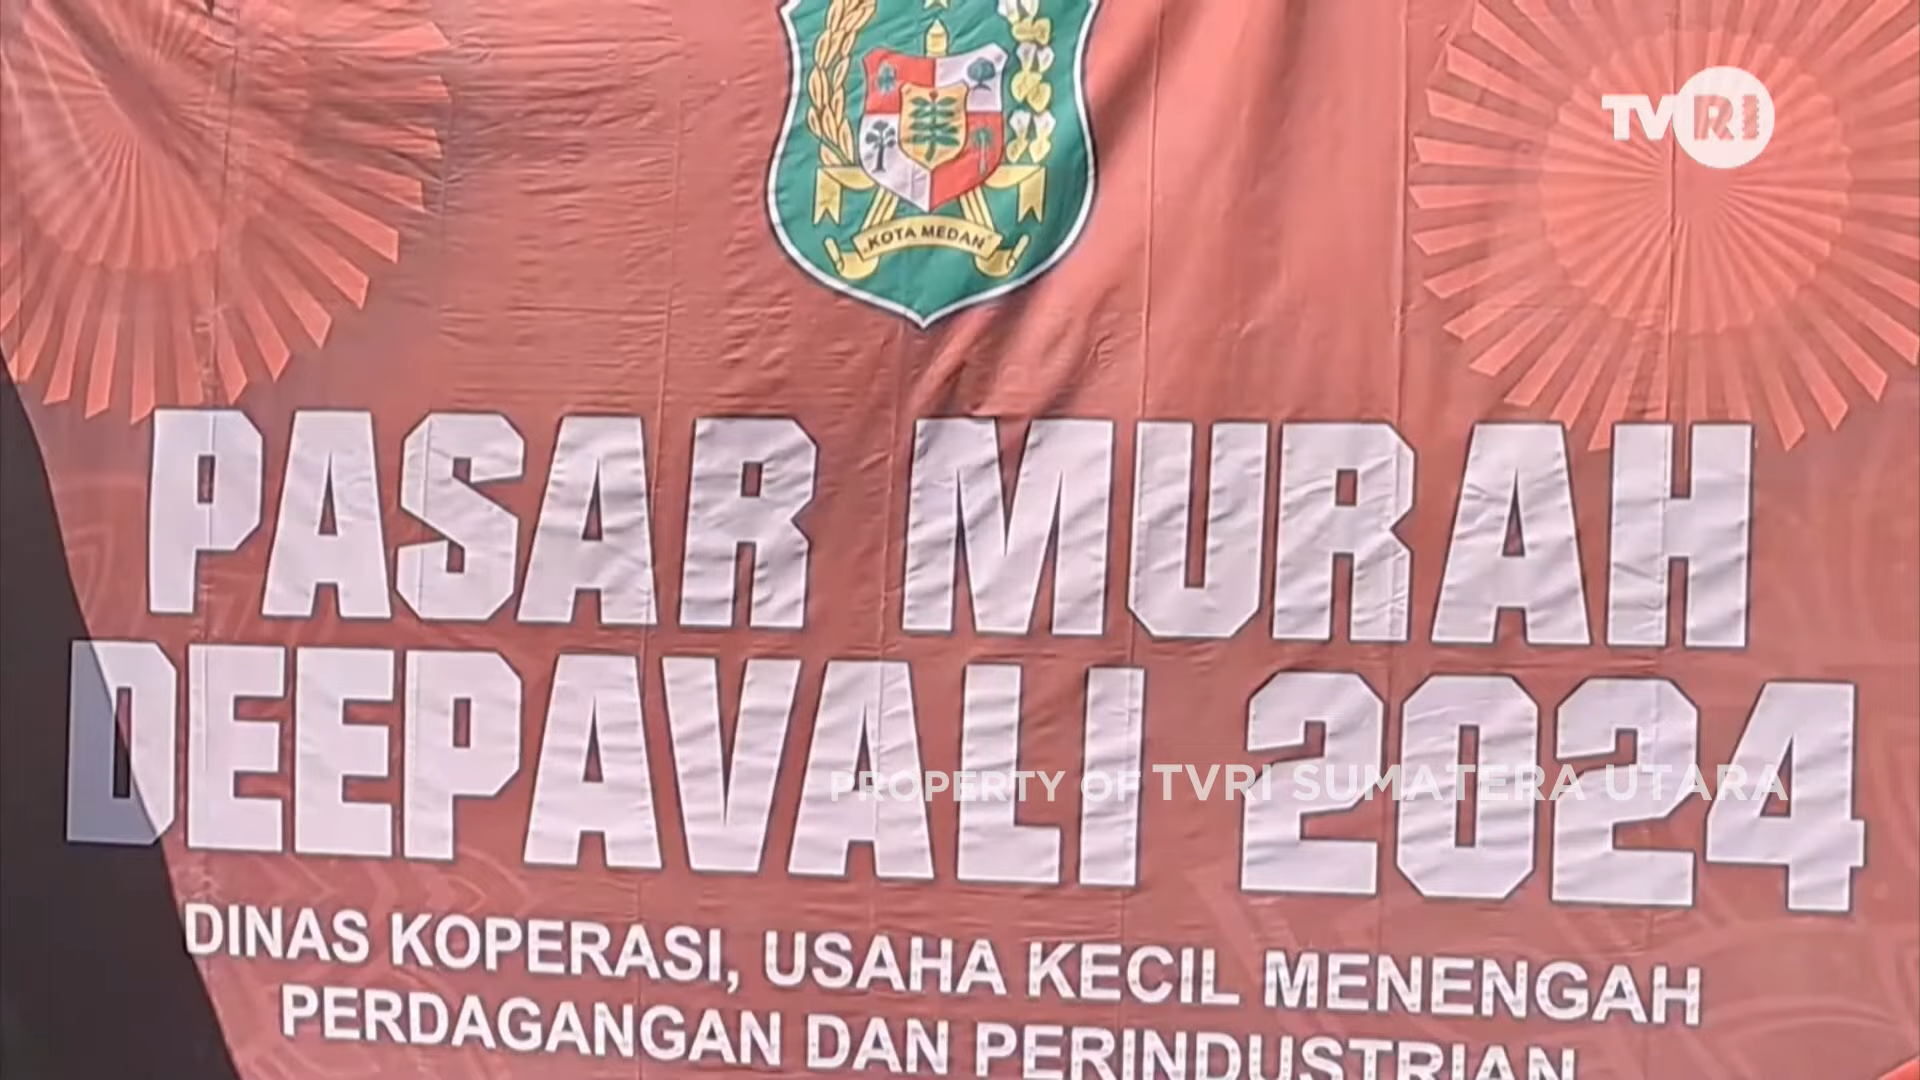 TVRI
KOTA MEDAN
PASAR MURAH
DEEPAVALI 2024
PROPERTY OF TVRI SUMATERA UTARA
DINAS KOPERASI, USAHA KECIL MENENGAH
PERDAGANGAN DAN PERINDUSTRIAN